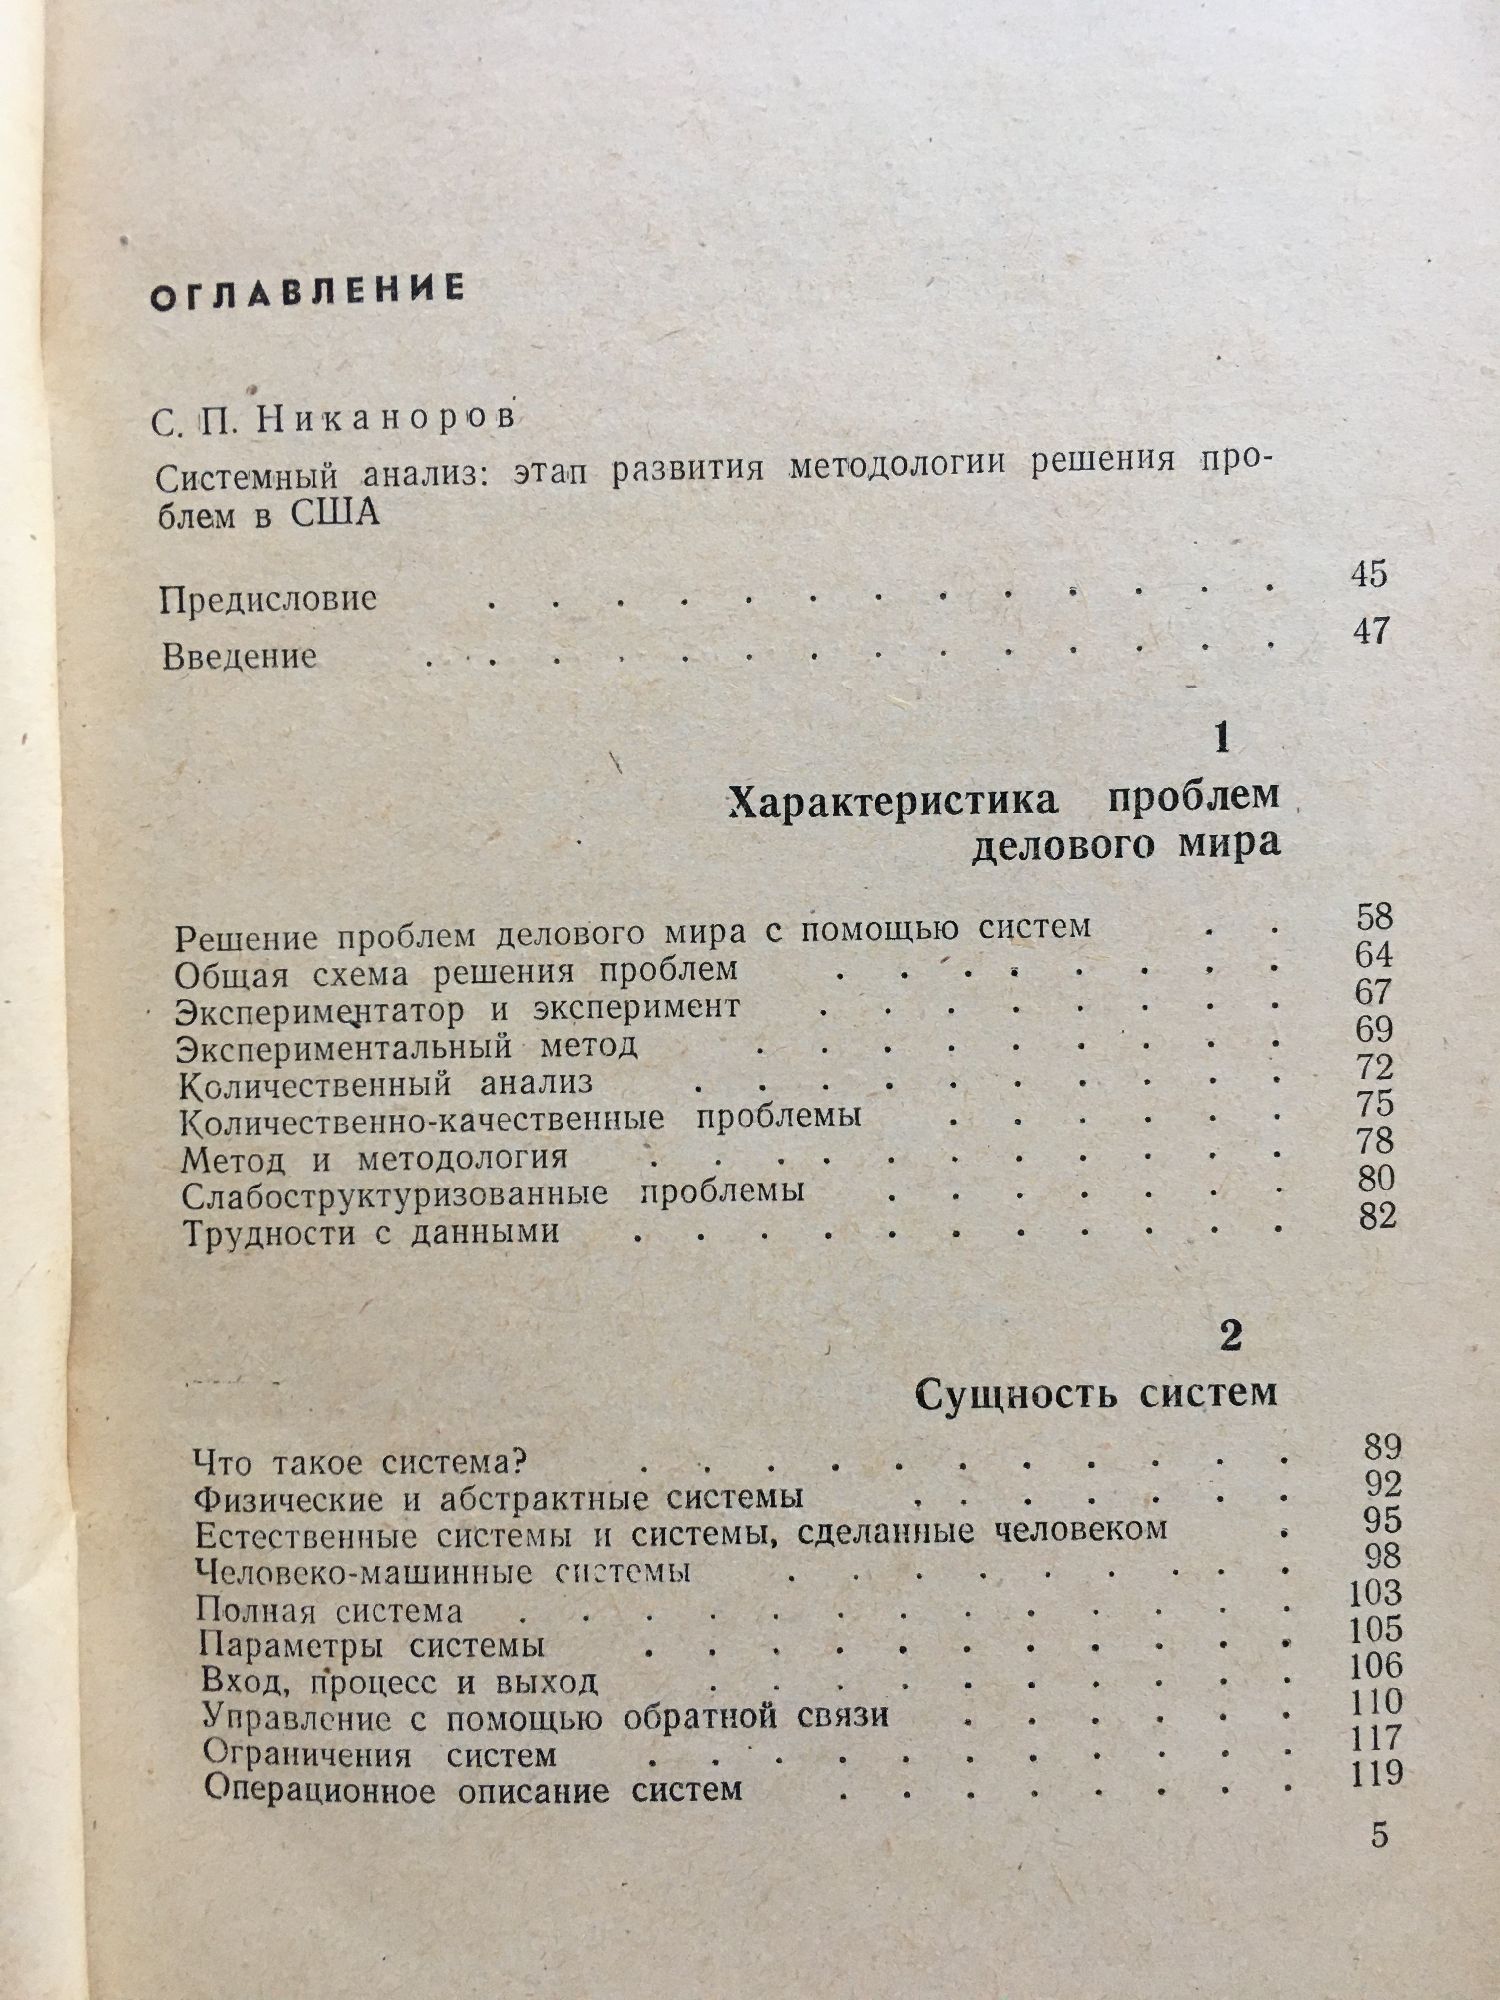 ОГЛАВЛЕНИЕ
С. П. Никаноров
Системный анализ: этап развития методологии решения про-
блем в США
Предисловие . . . . . . . . . . . . . 45
Введение . . . . . . . . . . . . . . 47
1
Характеристика проблем
делового мира
Решение проблем делового мира с помощью систем . . 58
Общая схема решения проблем . . . . . . . . 64
Экспериментатор и эксперимент . . . . . . . . 67
Экспериментальный метод . . . . . . . . . 69
Количественный анализ . . . . . . . . . . 72
Количественно-качественные проблемы . . . . . . 75
Метод и методология . . . . . . . . . . . 78
Слабоструктуризованные проблемы . . . . . . . 80
Трудности с данными . . . . . . . . . . . 82
2
Сущность систем
Что такое система? . . . . . . . . . . . 89
Физические и абстрактные системы . . . . . . . 92
Естественные системы и системы, сделанные человеком . 95
Человеко-машинные системы . . . . . . . . . 98
Полная система . . . . . . . . . . . . . 103
Параметры системы . . . . . . . . . . . 105
Вход, процесс и выход . . . . . . . . . . 106
Управление с помощью обратной связи . . . . . . 110
Ограничения систем . . . . . . . . . . . 117
Операционное описание систем . . . . . . . . 119
5